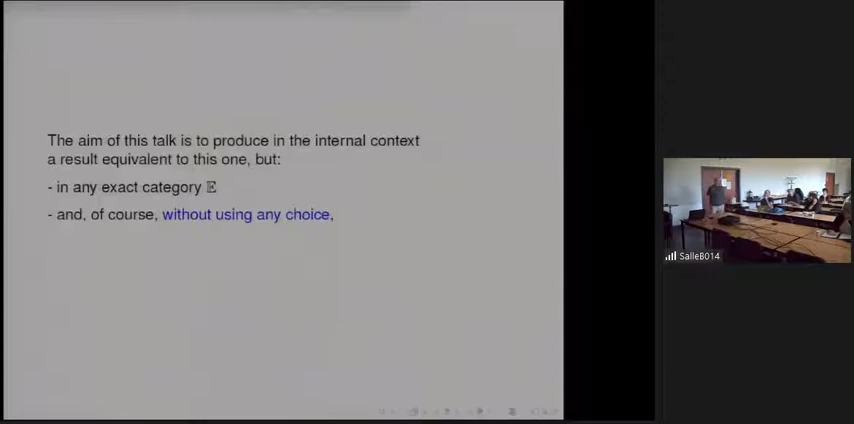 The aim of this talk is to produce in the internal context
a result equivalent to this one, but:
- in any exact category 𝔼
- and, of course, without using any choice,
SalleB014